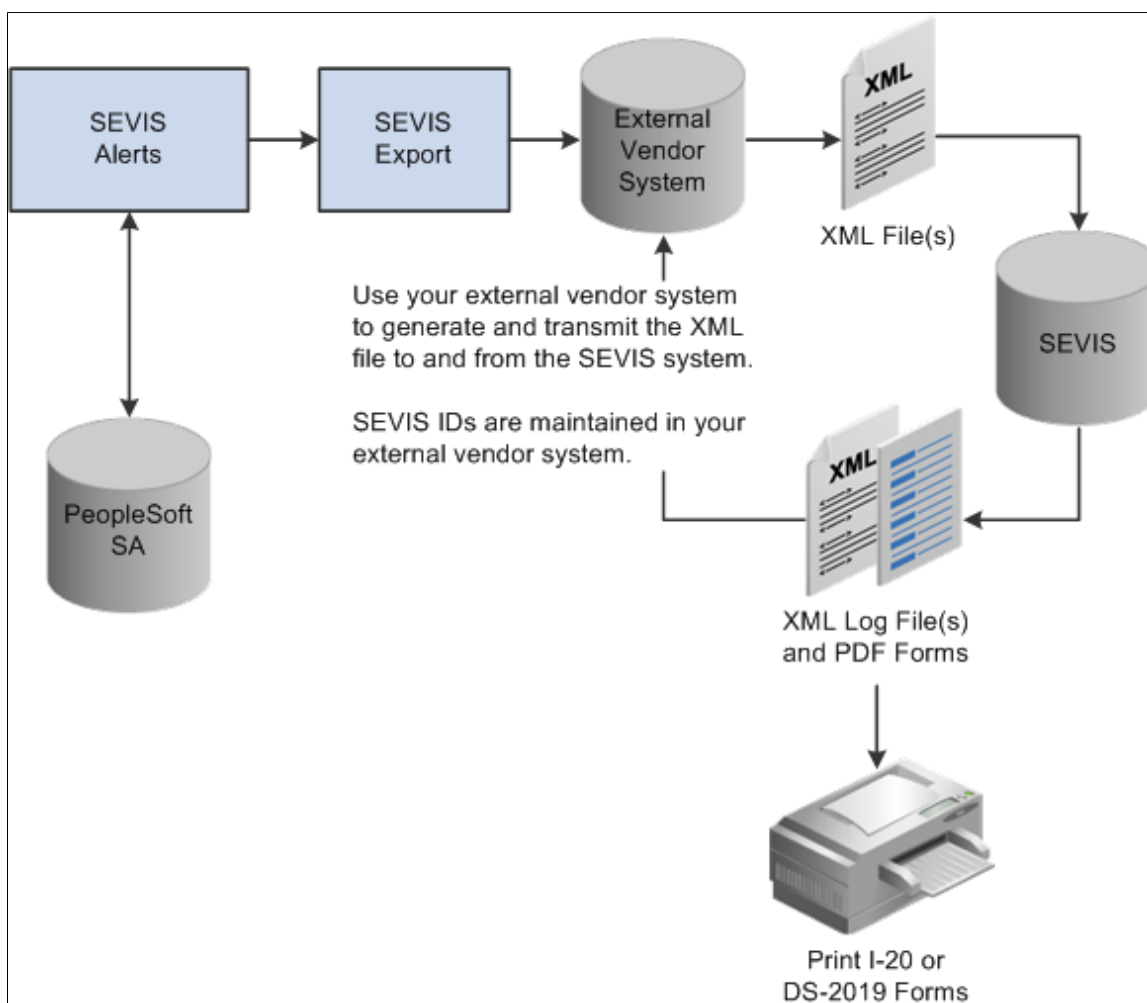 SEVIS
Alerts
SEVIS
Export
External
Vendor
System
XML
XML File(s)
Use your external vendor system
to generate and transmit the XML
file to and from the SEVIS system.
SEVIS IDs are maintained in your
external vendor system.
SEVIS
PeopleSoft
SA
XML
XML Log File(s)
and PDF Forms
Print I-20 or
DS-2019 Forms